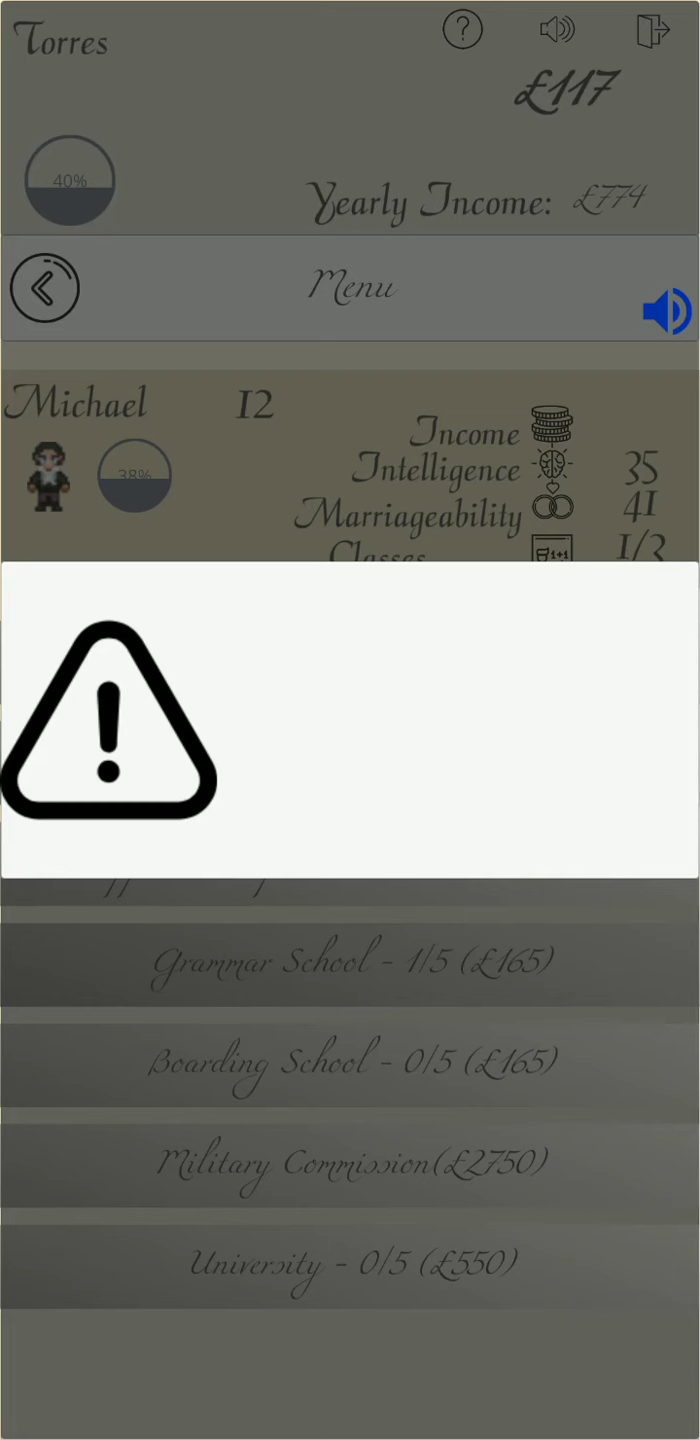 Torres
£117
40%
Yearly Income: £774
Menu
Michael 12
Income
38%
Intelligence 35
Marriageability 41
Classes 1/3
Grammar School - 1/5 (£165)
Boarding School - 0/5 (£165)
Military Commission(£2750)
University - 0/5 (£550)